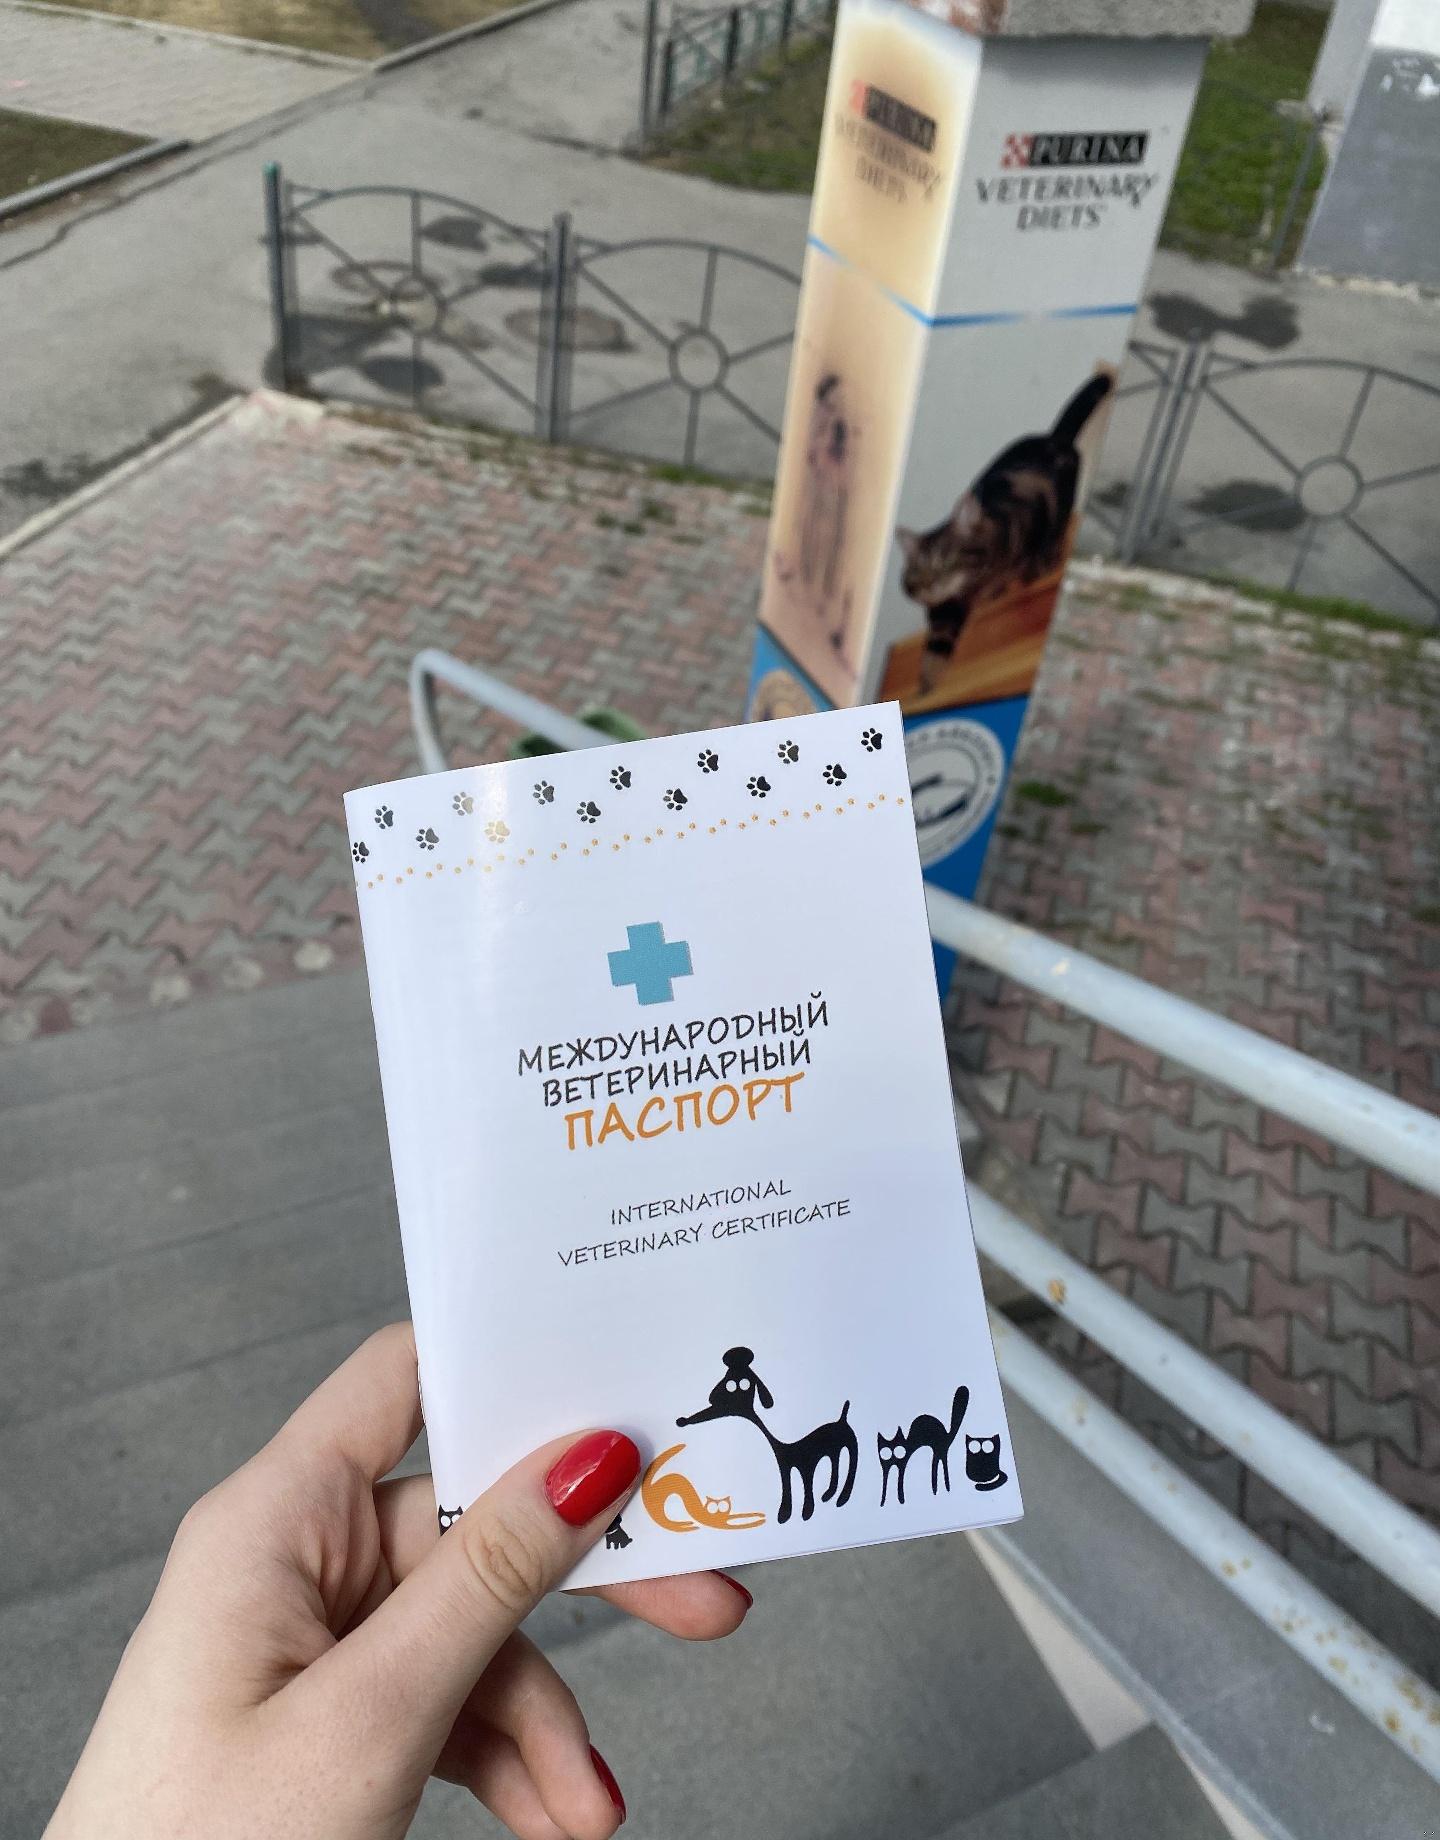 PURINA
VETERINARY
DIETS
PURINA
VETERINARY
DIETS
МЕЖДУНАРОДНЫЙ
ВЕТЕРИНАРНЫЙ
ПАСПОРТ
INTERNATIONAL
VETERINARY CERTIFICATE